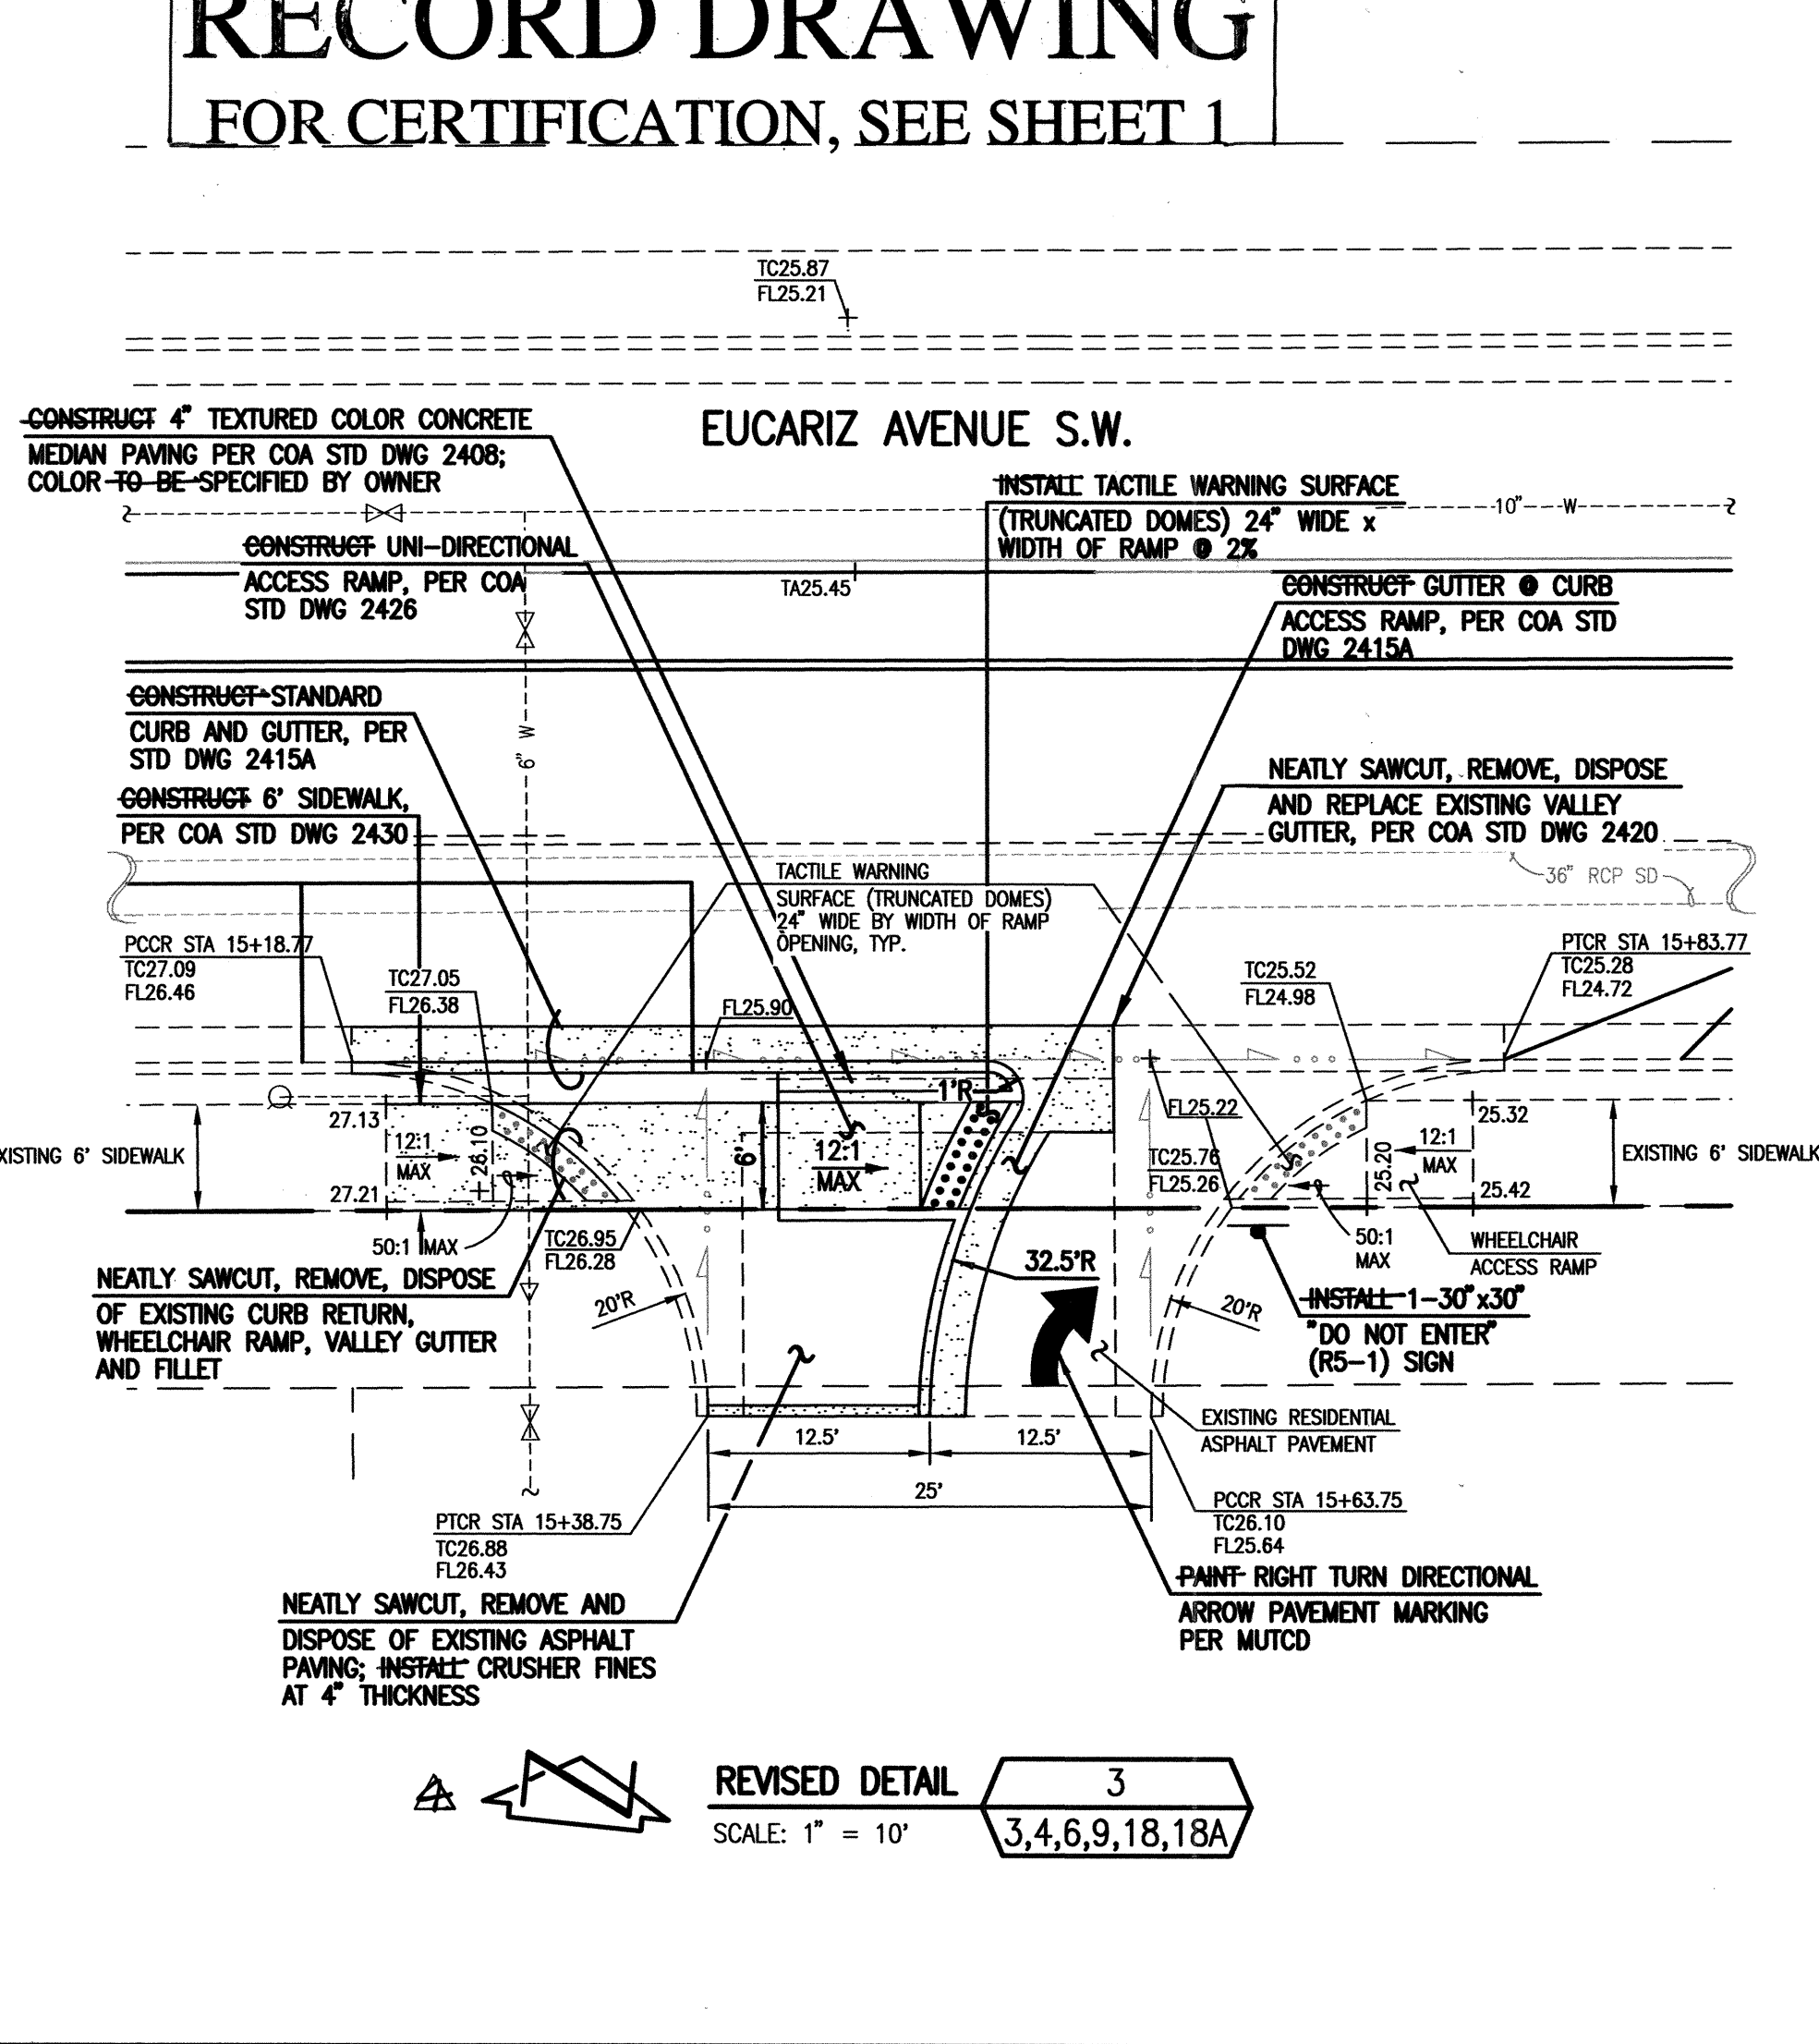 RECORD DRAWING
FOR CERTIFICATION, SEE SHEET 1
TC25.87
FL25.21
EUCARIZ AVENUE S.W.
CONSTRUCT 4" TEXTURED COLOR CONCRETE
MEDIAN PAVING PER COA STD DWG 2408;
COLOR TO BE SPECIFIED BY OWNER
INSTALL TACTILE WARNING SURFACE
(TRUNCATED DOMES) 24" WIDE x
WIDTH OF RAMP @ 2%
10" W
CONSTRUCT UNI-DIRECTIONAL
ACCESS RAMP, PER COA
STD DWG 2426
TA25.45
CONSTRUCT GUTTER @ CURB
ACCESS RAMP, PER COA STD
DWG 2415A
CONSTRUCT STANDARD
CURB AND GUTTER, PER
STD DWG 2415A
6" W
CONSTRUCT 6' SIDEWALK,
PER COA STD DWG 2430
NEATLY SAWCUT, REMOVE, DISPOSE
AND REPLACE EXISTING VALLEY
GUTTER, PER COA STD DWG 2420
36" RCP SD
TACTILE WARNING
SURFACE (TRUNCATED DOMES)
24" WIDE BY WIDTH OF RAMP
OPENING, TYP.
PCCR STA 15+18.77
TC27.09
FL26.46
TC27.05
FL26.38
FL25.90
TC25.52
FL24.98
PTCR STA 15+83.77
TC25.28
FL24.72
1'R
27.13
12:1
MAX
26.10
27.21
6'
12:1
MAX
FL25.22
TC25.76
FL25.26
25.20
12:1
MAX
25.32
25.42
XISTING 6' SIDEWALK
EXISTING 6' SIDEWALK
50:1 MAX
TC26.95
FL26.28
50:1
MAX
WHEELCHAIR
ACCESS RAMP
NEATLY SAWCUT, REMOVE, DISPOSE
OF EXISTING CURB RETURN,
WHEELCHAIR RAMP, VALLEY GUTTER
AND FILLET
20'R
32.5'R
20'R
INSTALL 1-30"x30"
"DO NOT ENTER"
(R5-1) SIGN
EXISTING RESIDENTIAL
ASPHALT PAVEMENT
12.5'
12.5'
25'
PTCR STA 15+38.75
TC26.88
FL26.43
PCCR STA 15+63.75
TC26.10
FL25.64
NEATLY SAWCUT, REMOVE AND
DISPOSE OF EXISTING ASPHALT
PAVING; INSTALL CRUSHER FINES
AT 4" THICKNESS
PAINT RIGHT TURN DIRECTIONAL
ARROW PAVEMENT MARKING
PER MUTCD
4
REVISED DETAIL
3
SCALE: 1" = 10'
3,4,6,9,18,18A